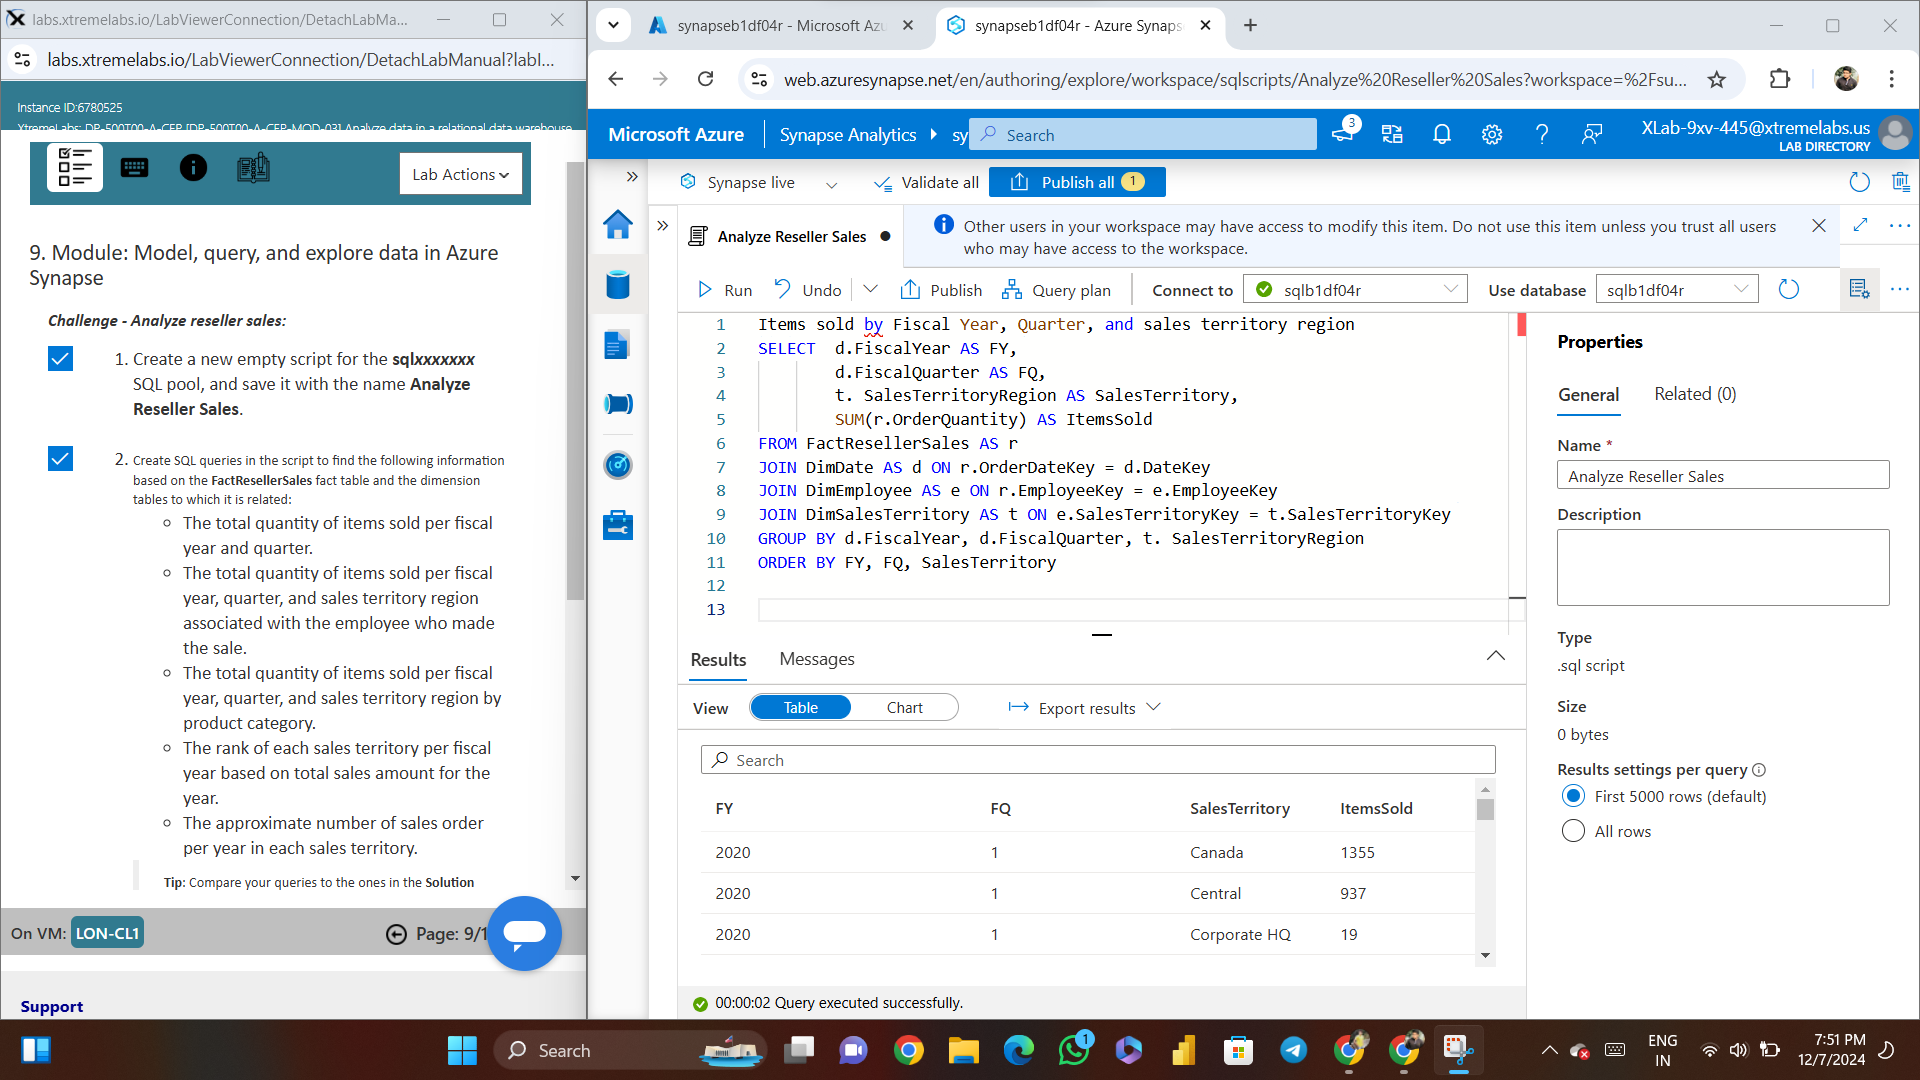 labs.xtremelabs.io/LabViewerConnection/DetachLabMa...
labs.xtremelabs.io/LabViewerConnection/DetachLabManual?labI...
Instance ID:6780525
XtremeLabs: DP-500T00-A-CEP [DP-500T00-A-CEP-MOD-03] Analyze data in a relational data warehouse
Lab Actions
9. Module: Model, query, and explore data in Azure
Synapse
Challenge - Analyze reseller sales:
1. Create a new empty script for the sqlxxxxxxx
SQL pool, and save it with the name Analyze
Reseller Sales.
2. Create SQL queries in the script to find the following information
based on the FactResellerSales fact table and the dimension
tables to which it is related:
The total quantity of items sold per fiscal
year and quarter.
The total quantity of items sold per fiscal
year, quarter, and sales territory region
associated with the employee who made
the sale.
The total quantity of items sold per fiscal
year, quarter, and sales territory region by
product category.
The rank of each sales territory per fiscal
year based on total sales amount for the
year.
The approximate number of sales order
per year in each sales territory.
Tip: Compare your queries to the ones in the Solution
On VM: LON-CL1
Page: 9/1
Support
synapseb1df04r - Microsoft Azu
synapseb1df04r - Azure Synaps
web.azuresynapse.net/en/authoring/explore/workspace/sqlscripts/Analyze%20Reseller%20Sales?workspace=%2Fsu...
Microsoft Azure
Synapse Analytics
sy
Search
3
XLab-9xv-445@xtremelabs.us
LAB DIRECTORY
Synapse live
Validate all
Publish all 1
Analyze Reseller Sales
Other users in your workspace may have access to modify this item. Do not use this item unless you trust all users
who may have access to the workspace.
Run
Undo
Publish
Query plan
Connect to
sqlb1df04r
Use database
sqlb1df04r
1 Items sold by Fiscal Year, Quarter, and sales territory region
2 SELECT d.FiscalYear AS FY,
3 d.FiscalQuarter AS FQ,
4 t. SalesTerritoryRegion AS SalesTerritory,
5 SUM(r.OrderQuantity) AS ItemsSold
6 FROM FactResellerSales AS r
7 JOIN DimDate AS d ON r.OrderDateKey = d.DateKey
8 JOIN DimEmployee AS e ON r.EmployeeKey = e.EmployeeKey
9 JOIN DimSalesTerritory AS t ON e.SalesTerritoryKey = t.SalesTerritoryKey
10 GROUP BY d.FiscalYear, d.FiscalQuarter, t. SalesTerritoryRegion
11 ORDER BY FY, FQ, SalesTerritory
12
13
Results
Messages
View
Table
Chart
Export results
Search
FY FQ SalesTerritory ItemsSold
2020 1 Canada 1355
2020 1 Central 937
2020 1 Corporate HQ 19
00:00:02 Query executed successfully.
Properties
General
Related (0)
Name *
Analyze Reseller Sales
Description
Type
.sql script
Size
0 bytes
Results settings per query
First 5000 rows (default)
All rows
Search
1
ENG
IN
7:51 PM
12/7/2024